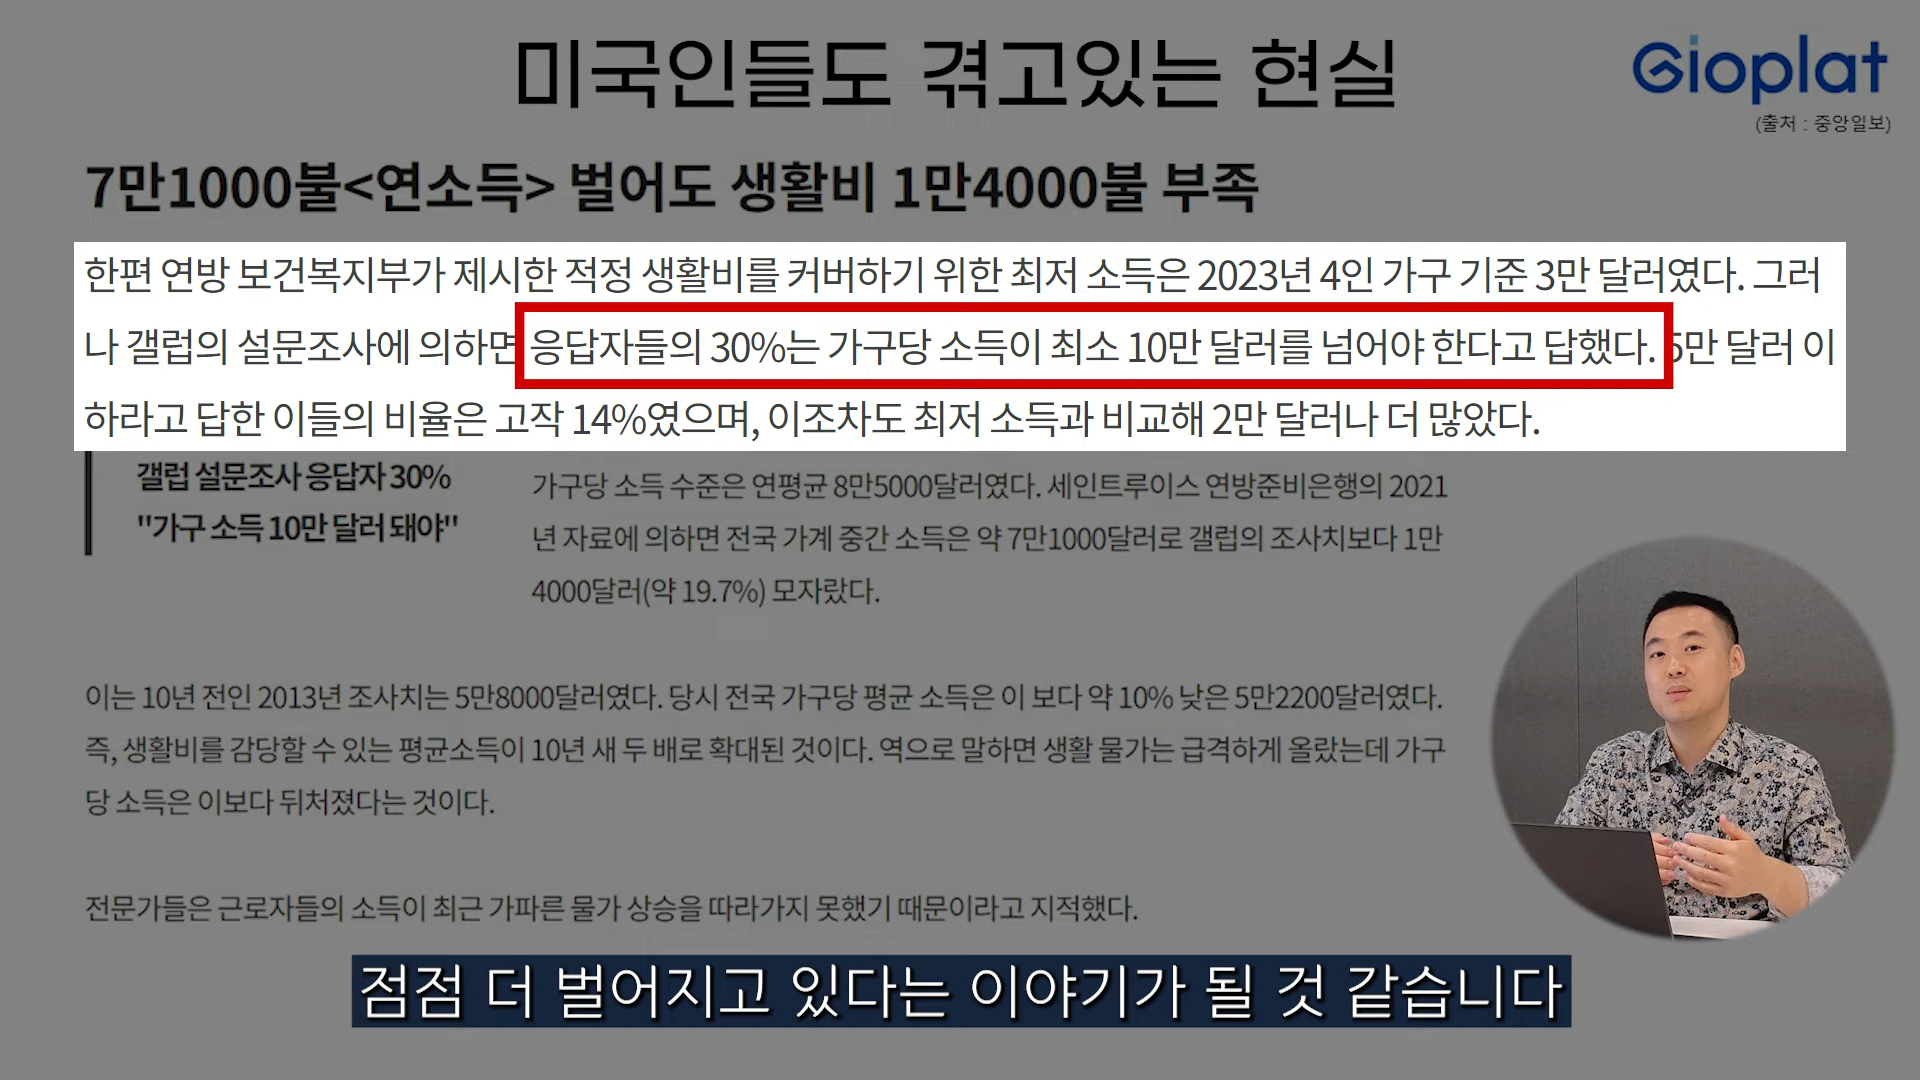 미국인들도 겪고있는 현실
Gioplat
(출처 : 중앙일보)
7만1000불<연소득> 벌어도 생활비 1만4000불 부족
한편 연방 보건복지부가 제시한 적정 생활비를 커버하기 위한 최저 소득은 2023년 4인 가구 기준 3만 달러였다. 그러
나 갤럽의 설문조사에 의하면 응답자들의 30%는 가구당 소득이 최소 10만 달러를 넘어야 한다고 답했다. 5만 달러 이
하라고 답한 이들의 비율은 고작 14%였으며, 이조차도 최저 소득과 비교해 2만 달러나 더 많았다.
갤럽 설문조사 응답자 30%
"가구 소득 10만 달러 돼야"
가구당 소득 수준은 연평균 8만5000달러였다. 세인트루이스 연방준비은행의 2021
년 자료에 의하면 전국 가계 중간 소득은 약 7만1000달러로 갤럽의 조사치보다 1만
4000달러(약 19.7%) 모자랐다.
이는 10년 전인 2013년 조사치는 5만8000달러였다. 당시 전국 가구당 평균 소득은 이 보다 약 10% 낮은 5만2200달러였다.
즉, 생활비를 감당할 수 있는 평균소득이 10년 새 두 배로 확대된 것이다. 역으로 말하면 생활 물가는 급격하게 올랐는데 가구
당 소득은 이보다 뒤처졌다는 것이다.
전문가들은 근로자들의 소득이 최근 가파른 물가 상승을 따라가지 못했기 때문이라고 지적했다.
점점 더 벌어지고 있다는 이야기가 될 것 같습니다